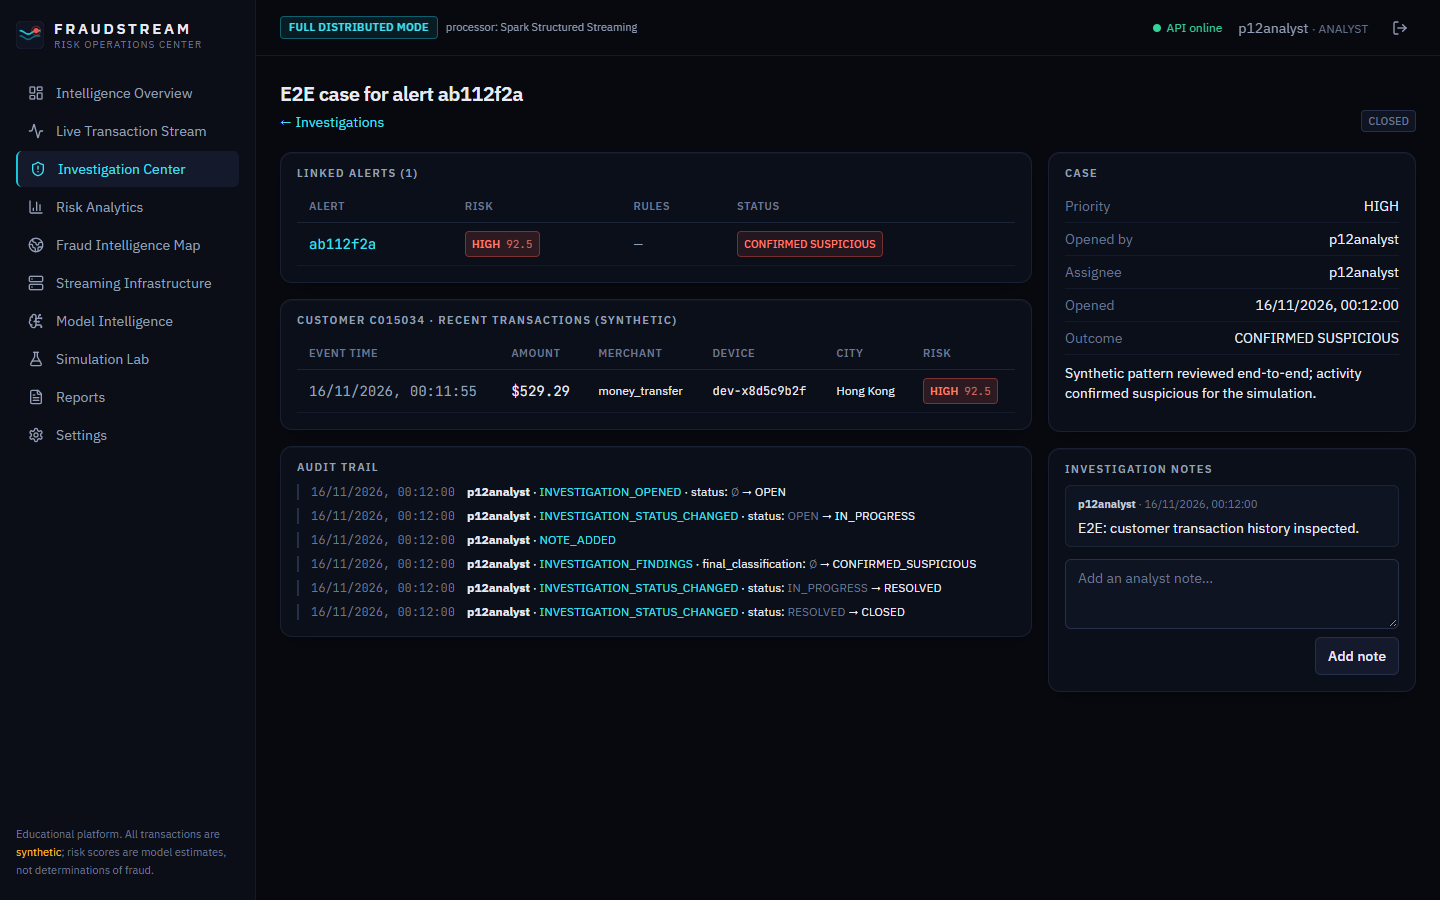 FRAUDSTREAM
RISK OPERATIONS CENTER
Intelligence Overview
Live Transaction Stream
Investigation Center
Risk Analytics
Fraud Intelligence Map
Streaming Infrastructure
Model Intelligence
Simulation Lab
Reports
Settings
Educational platform. All transactions are
synthetic; risk scores are model estimates,
not determinations of fraud.
FULL DISTRIBUTED MODE processor: Spark Structured Streaming
API online p12analyst · ANALYST
E2E case for alert ab112f2a
← Investigations
CLOSED
LINKED ALERTS (1)
ALERT RISK RULES STATUS
ab112f2a HIGH 92.5 — CONFIRMED SUSPICIOUS
CUSTOMER C015034 · RECENT TRANSACTIONS (SYNTHETIC)
EVENT TIME AMOUNT MERCHANT DEVICE CITY RISK
16/11/2026, 00:11:55 $529.29 money_transfer dev-x8d5c9b2f Hong Kong HIGH 92.5
AUDIT TRAIL
16/11/2026, 00:12:00 p12analyst · INVESTIGATION_OPENED · status: ∅ → OPEN
16/11/2026, 00:12:00 p12analyst · INVESTIGATION_STATUS_CHANGED · status: OPEN → IN_PROGRESS
16/11/2026, 00:12:00 p12analyst · NOTE_ADDED
16/11/2026, 00:12:00 p12analyst · INVESTIGATION_FINDINGS · final_classification: ∅ → CONFIRMED_SUSPICIOUS
16/11/2026, 00:12:00 p12analyst · INVESTIGATION_STATUS_CHANGED · status: IN_PROGRESS → RESOLVED
16/11/2026, 00:12:00 p12analyst · INVESTIGATION_STATUS_CHANGED · status: RESOLVED → CLOSED
CASE
Priority HIGH
Opened by p12analyst
Assignee p12analyst
Opened 16/11/2026, 00:12:00
Outcome CONFIRMED SUSPICIOUS
Synthetic pattern reviewed end-to-end; activity
confirmed suspicious for the simulation.
INVESTIGATION NOTES
p12analyst · 16/11/2026, 00:12:00
E2E: customer transaction history inspected.
Add an analyst note...
Add note